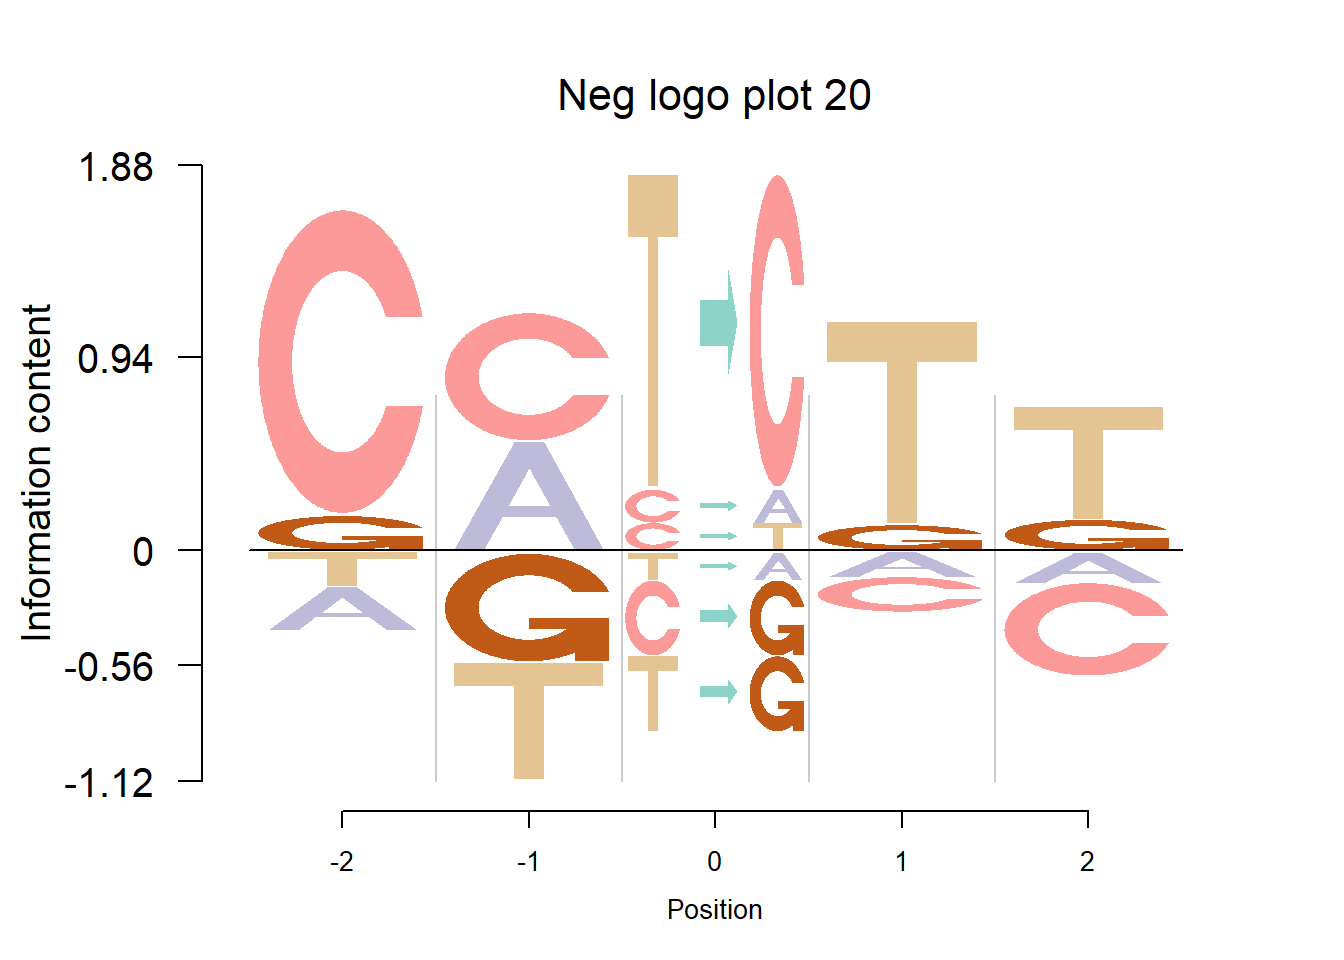 Neg logo plot 20
1.88
0.94
0
-0.56
-1.12
Information content
C G T A
C A G T
T C
C A
C T
T A
C G
T G
T G A C
T G A C
-2 -1 0 1 2
Position